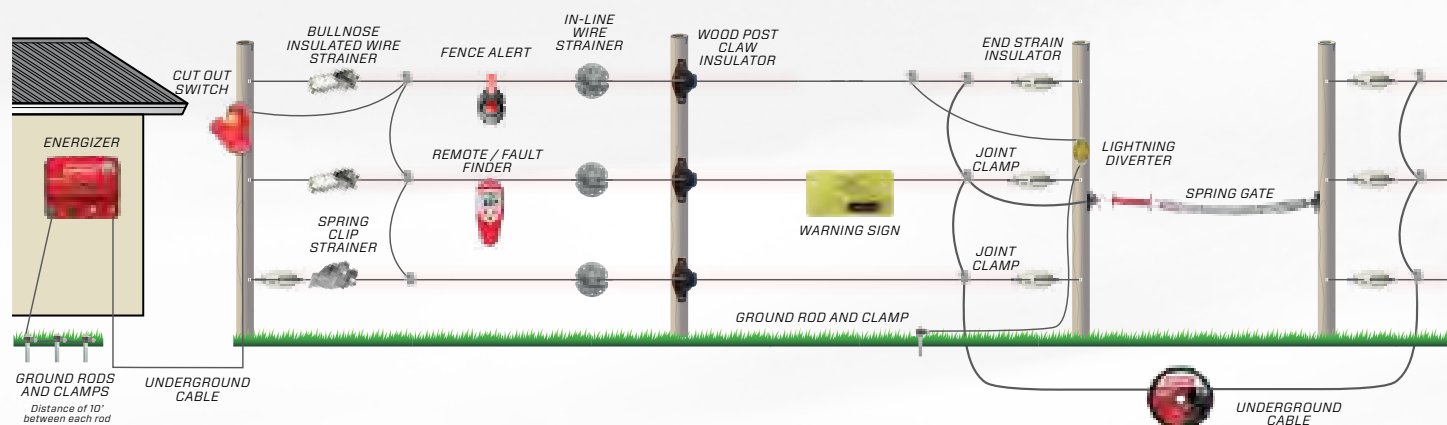 BULLNOSE
INSULATED WIRE
STRAINER
FENCE ALERT
IN-LINE
WIRE
STRAINER
WOOD POST
CLAW
INSULATOR
END STRAIN
INSULATOR
CUT OUT
SWITCH
ENERGIZER
REMOTE / FAULT
FINDER
JOINT
CLAMP
LIGHTNING
DIVERTER
SPRING GATE
SPRING
CLIP
STRAINER
WARNING SIGN
JOINT
CLAMP
GROUND ROD AND CLAMP
GROUND RODS
AND CLAMPS
Distance of 10'
between each rod
UNDERGROUND
CABLE
UNDERGROUND
CABLE